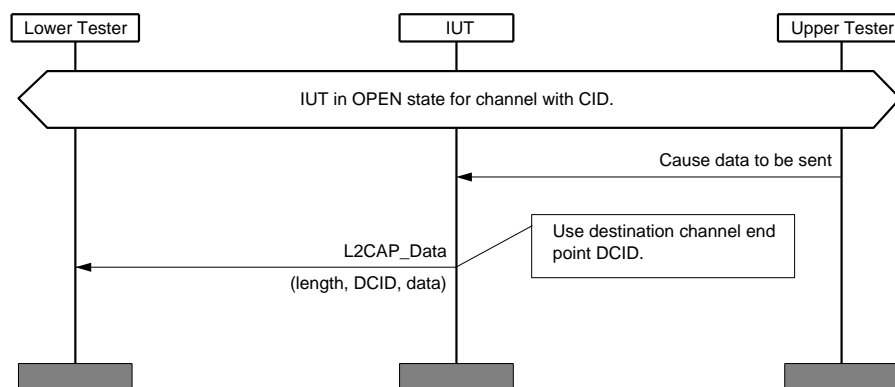 Lower Tester
IUT
Upper Tester
IUT in OPEN state for channel with CID.
Cause data to be sent
Use destination channel end
point DCID.
L2CAP_Data
(length, DCID, data)